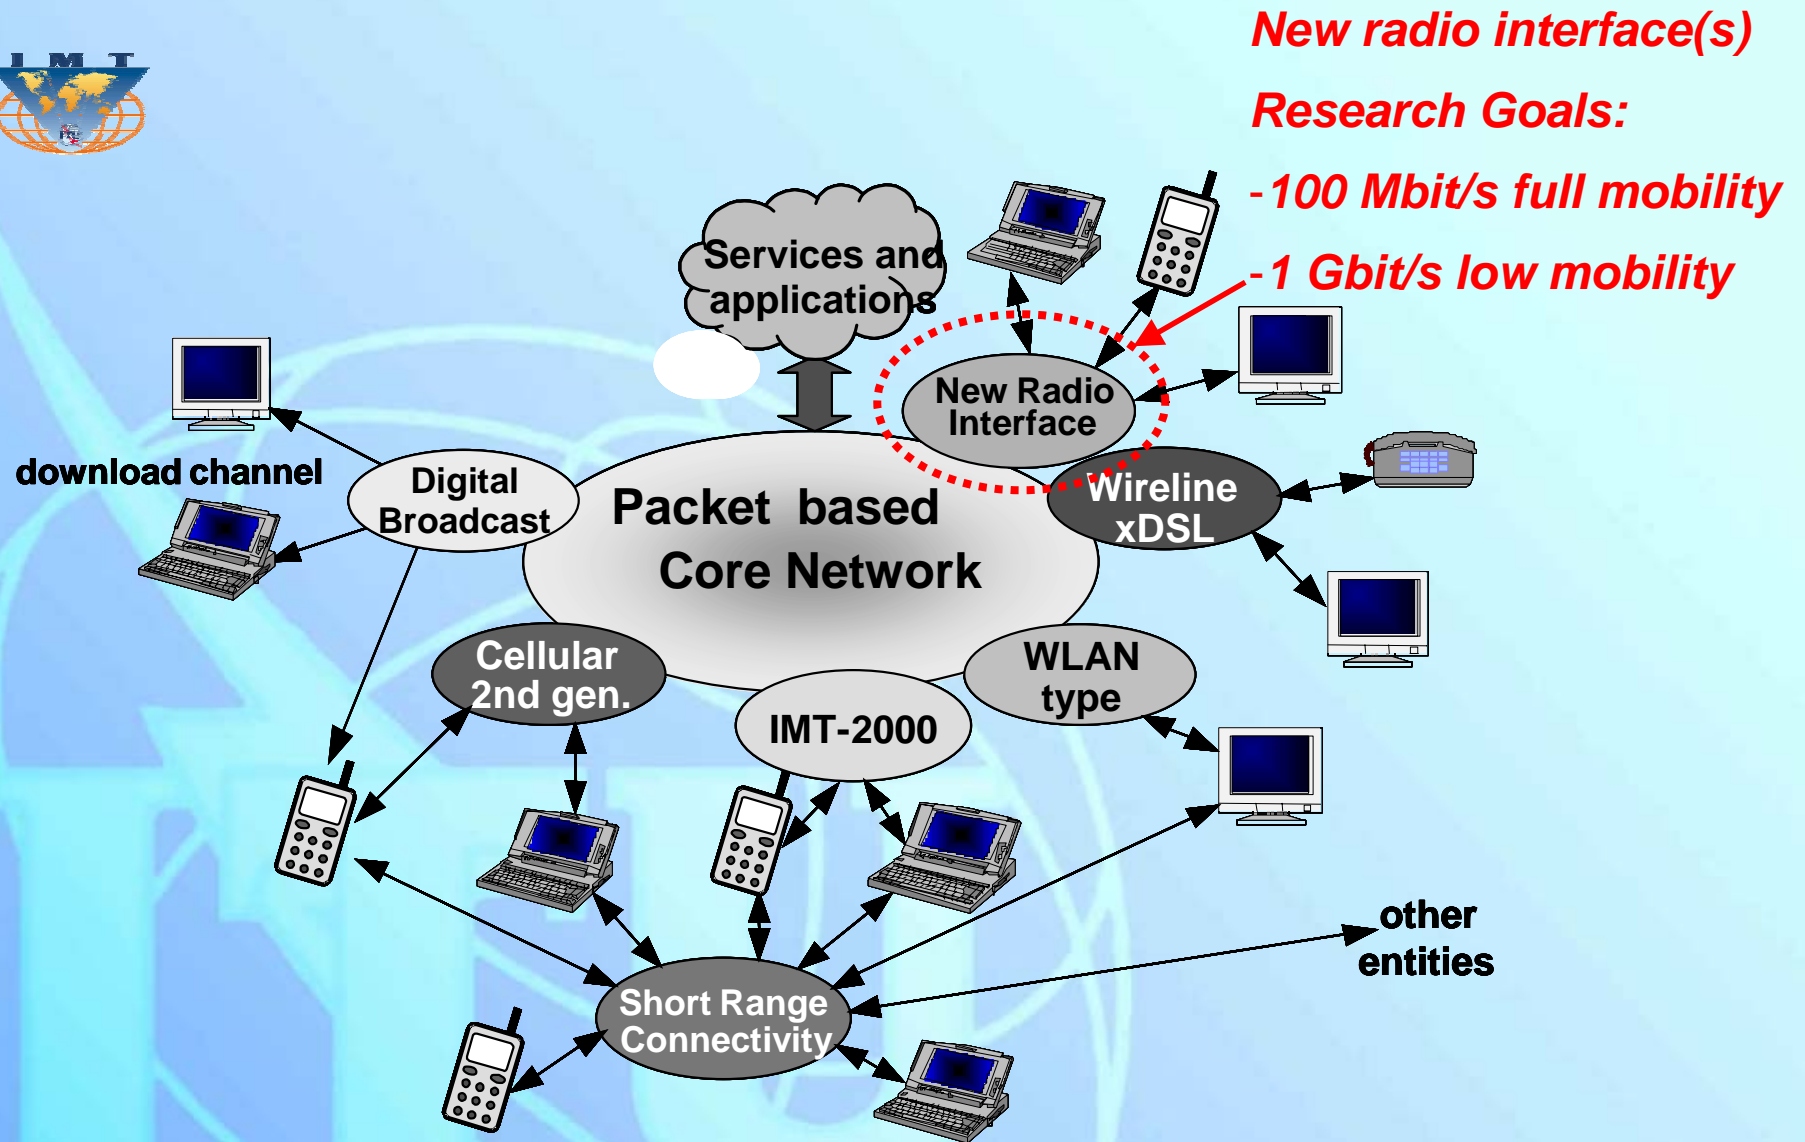 New radio interface(s)
I M T
Research Goals:
-100 Mbit/s full mobility
-1 Gbit/s low mobility
Services and
applications
New Radio
Interface
download channel
Digital
Broadcast
Wireline
xDSL
Packet based
Core Network
Cellular
2nd gen.
WLAN
type
IMT-2000
other
entities
Short Range
Connectivity
ITU